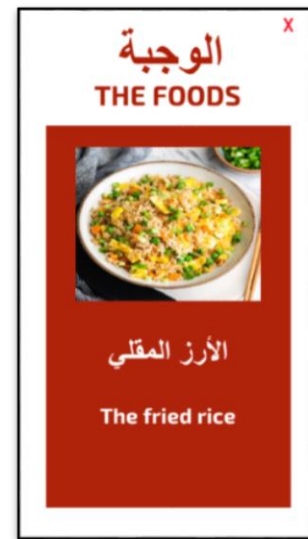 X
الوجبة
THE FOODS
الأرز المقلي
The fried rice